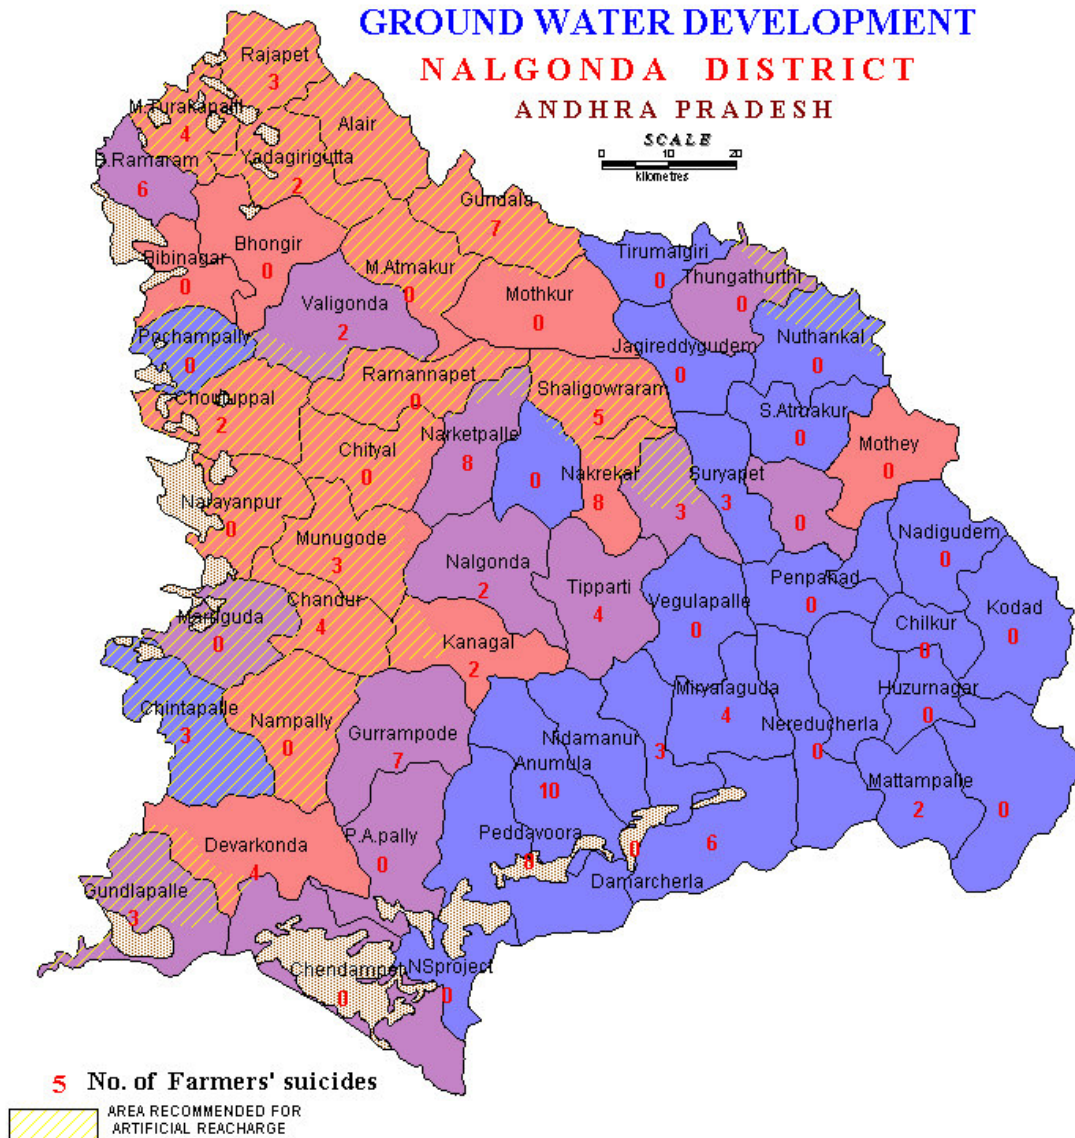 GROUND WATER DEVELOPMENT
NALGONDA DISTRICT
ANDHRA PRADESH
SCALE
0 10 20
kilometres
Rajapet
3
M.Turakapalli
4
Alair
Yadagirigutta
2
B.Ramaram
6
Gundala
7
Bhongir
0
Bibinagar
0
M.Atmakur
0
Tirumalgiri
0
Thungathurthi
0
Valigonda
2
Mothkur
0
Pochampally
0
Jagireddygudem
0
Nuthankal
0
Ramannapet
0
Shaligowraram
5
Choutuppal
2
S.Atmakur
0
Narketpalle
8
Chityal
0
Mothey
0
0
Nakrekal
8
Suryapet
3
3
0
Narayanpur
0
Munugode
3
Nadigudem
0
Nalgonda
2
Tipparti
4
Penpahad
0
Vegulapalle
0
Chandur
4
Marriguda
0
Kodad
0
Chilkur
0
Kanagal
2
Miryalaguda
4
Huzurnagar
0
Chintapalle
3
Nampally
0
Gurrampode
7
Nidamanur
3
Nereducherla
0
Anumula
10
Mattampalle
2
0
Devarkonda
4
P.A.pally
0
Peddavoora
0
6
Damarcherla
Gundlapalle
3
Chendampet
0
NSproject
0
5 No. of Farmers' suicides
AREA RECOMMENDED FOR
ARTIFICIAL REACHARGE